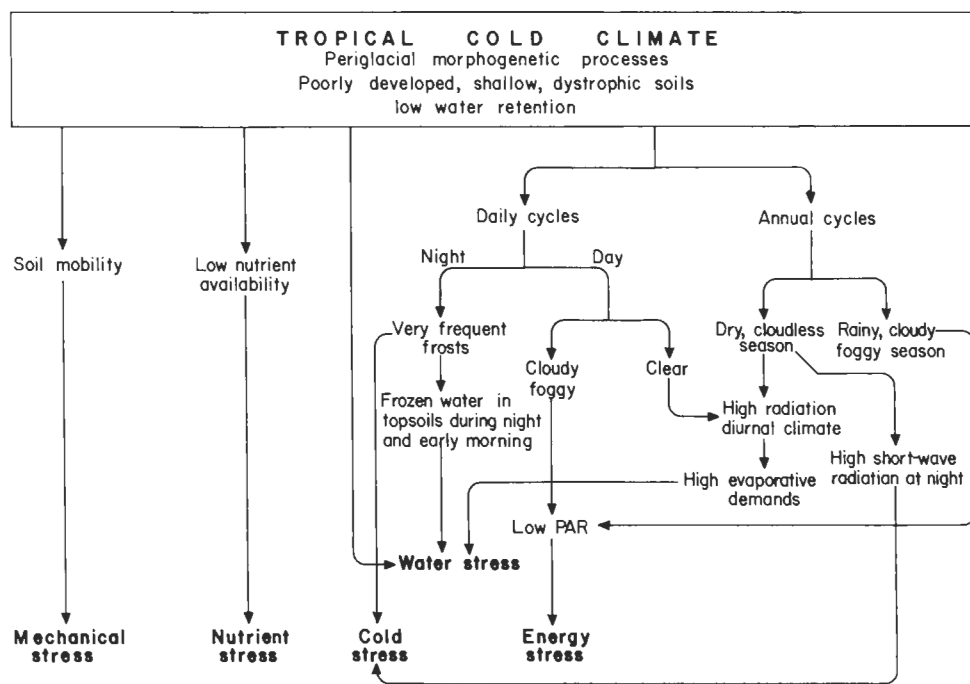 TROPICAL COLD CLIMATE
Periglacial morphogenetic processes
Poorly developed, shallow, dystrophic soils
low water retention
Daily cycles
Annual cycles
Soil mobility
Low nutrient
availability
Night
Day
Very frequent
frosts
Dry, cloudless
season
Rainy, cloudy
foggy season
Cloudy
foggy
Clear
Frozen water in
topsoils during night
and early morning
High radiation
diurnal climate
High short-wave
radiation at night
High evaporative
demands
Low PAR
Water stress
Mechanical
stress
Nutrient
stress
Cold
stress
Energy
stress